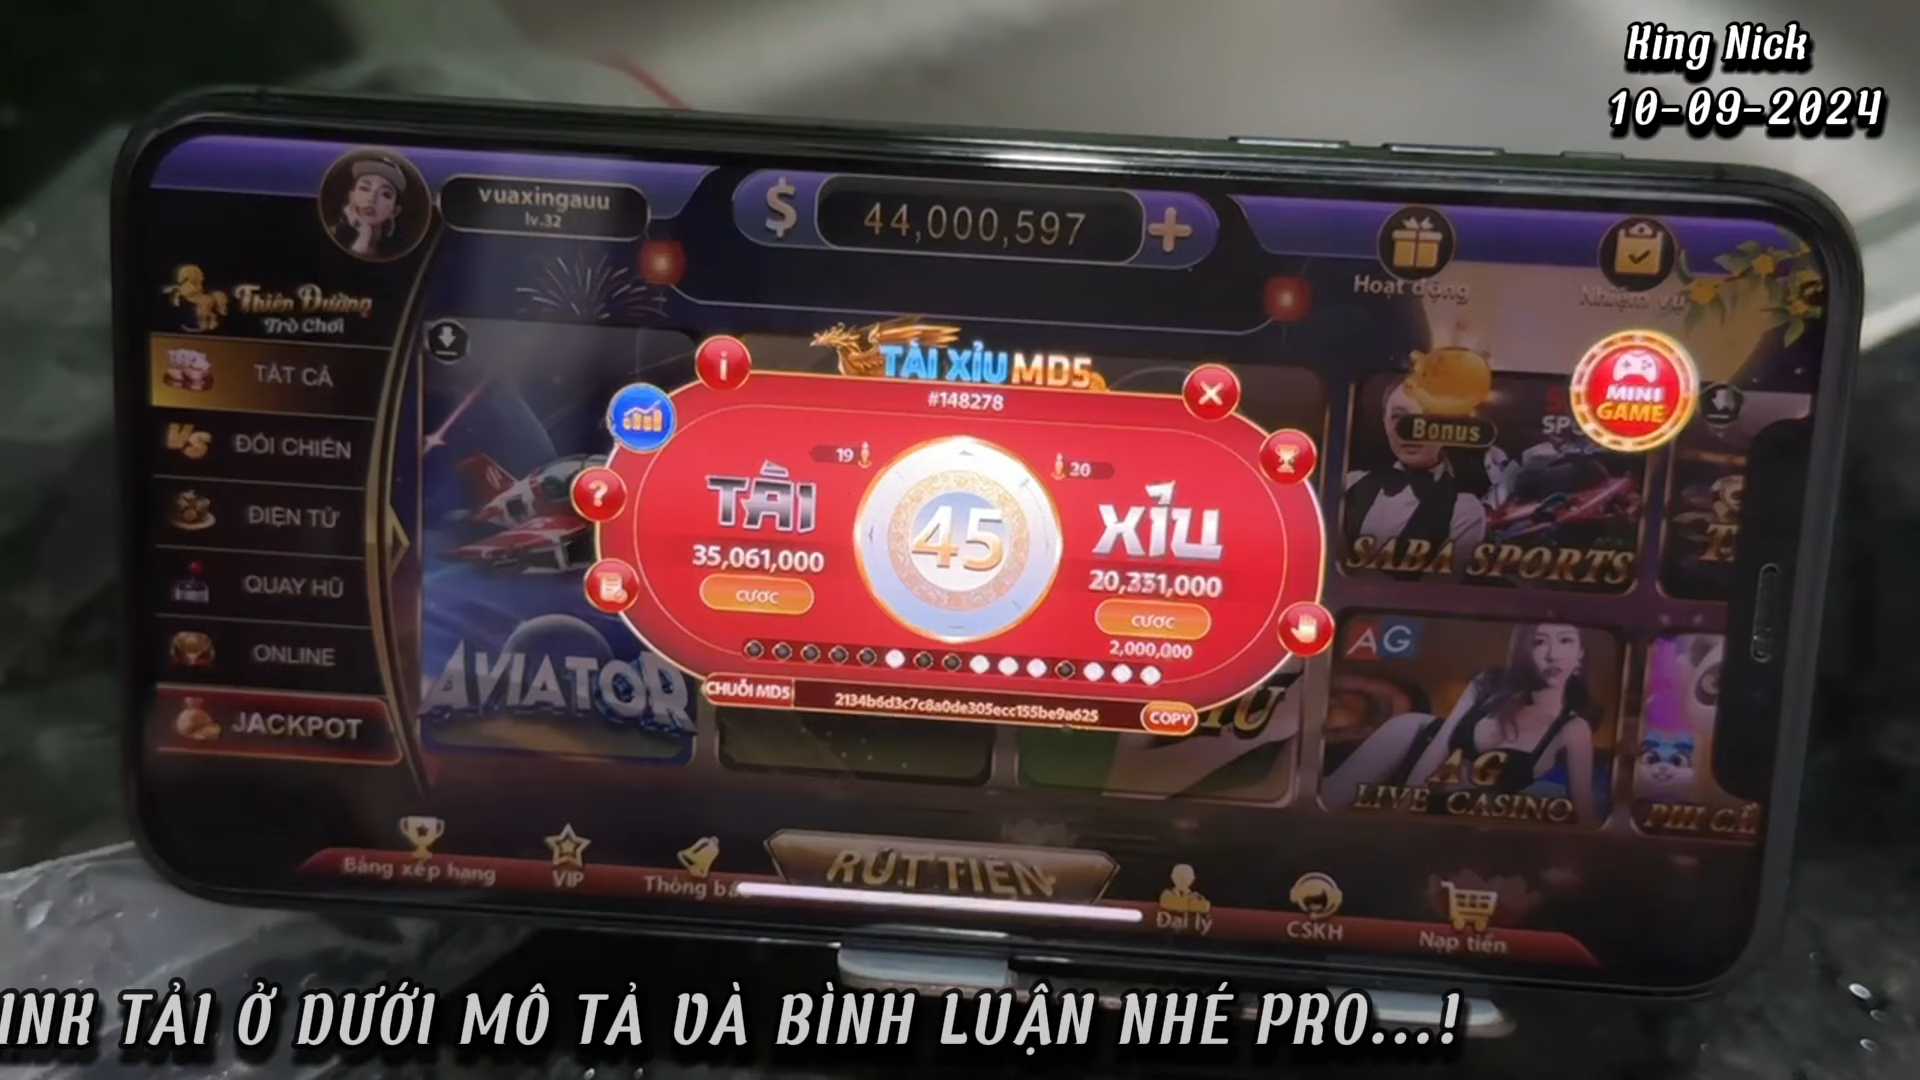 King Nick
10-09-2024
vuaxingauu
lv.32
$ 44,000,597 +
Hoạt động
Nhiệm vụ
Thiên Đường
Trò Chơi
TẤT CẢ
ĐỐI CHIẾN
ĐIỆN TỬ
QUAY HŨ
ONLINE
JACKPOT
TÀI XỈU MD5
#148278
MINI
GAME
Bonus
19
20
TÀI
XỈU
45
35,061,000
20,331,000
CƯỢC
CƯỢC
2,000,000
CHUỖI MD5
2134b6d3c7c8a0de305ecc155be9a625
COPY
AVIATOR
SABA SPORTS
AG
AG
LIVE CASINO
Bảng xếp hạng
VIP
Thông bá
RÚT TIỀN
Đại lý
CSKH
Nạp tiền
INK TẢI Ở DƯỚI MÔ TẢ VÀ BÌNH LUẬN NHÉ PRO...!